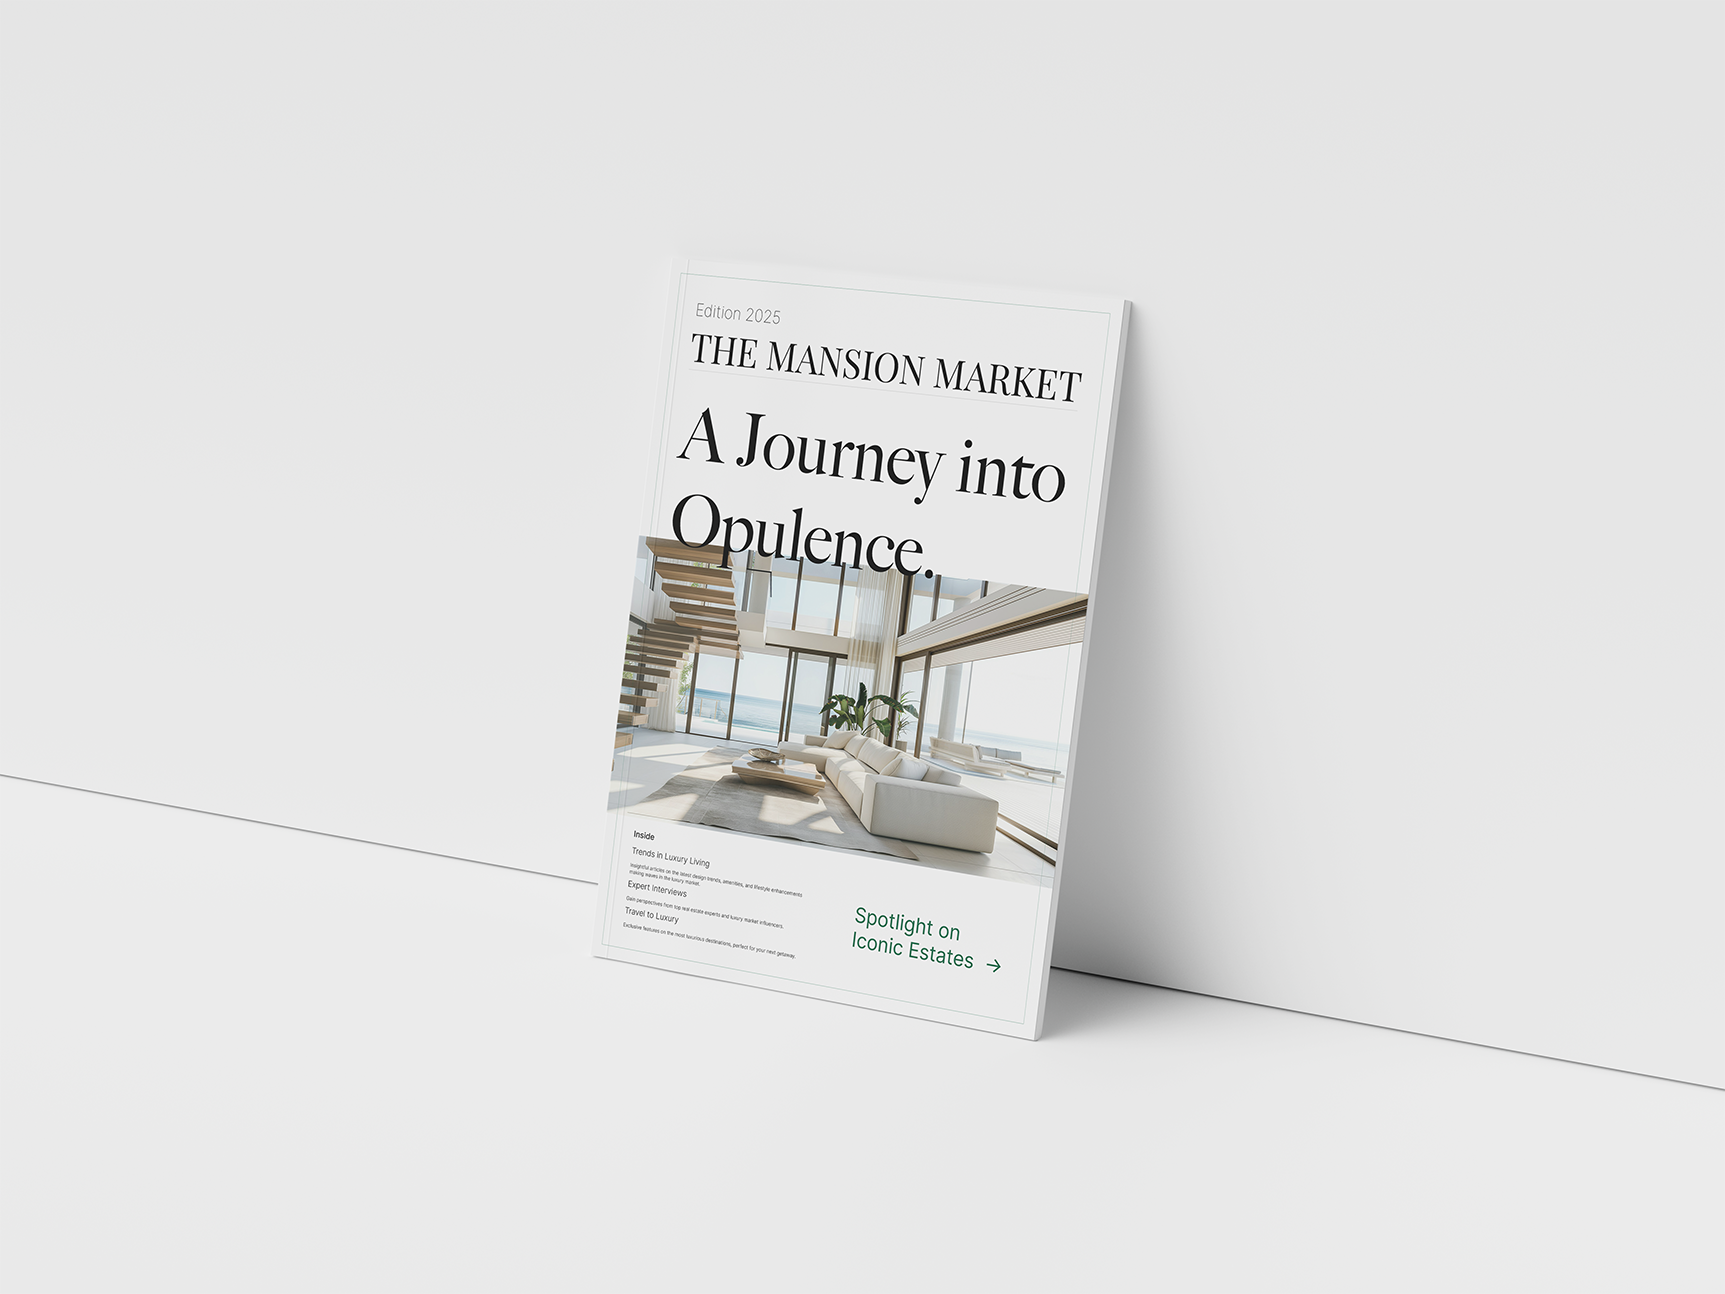 Edition 2025
THE MANSION MARKET
A Journey into
Opulence.
Inside
Trends in Luxury Living
Insightful articles on the latest design trends, amenities, and lifestyle enhancements
making waves in the luxury market.
Expert Interviews
Gain perspectives from top real estate experts and luxury market influencers.
Travel to Luxury
Exclusive features on the most luxurious destinations, perfect for your next getaway.
Spotlight on
Iconic Estates →